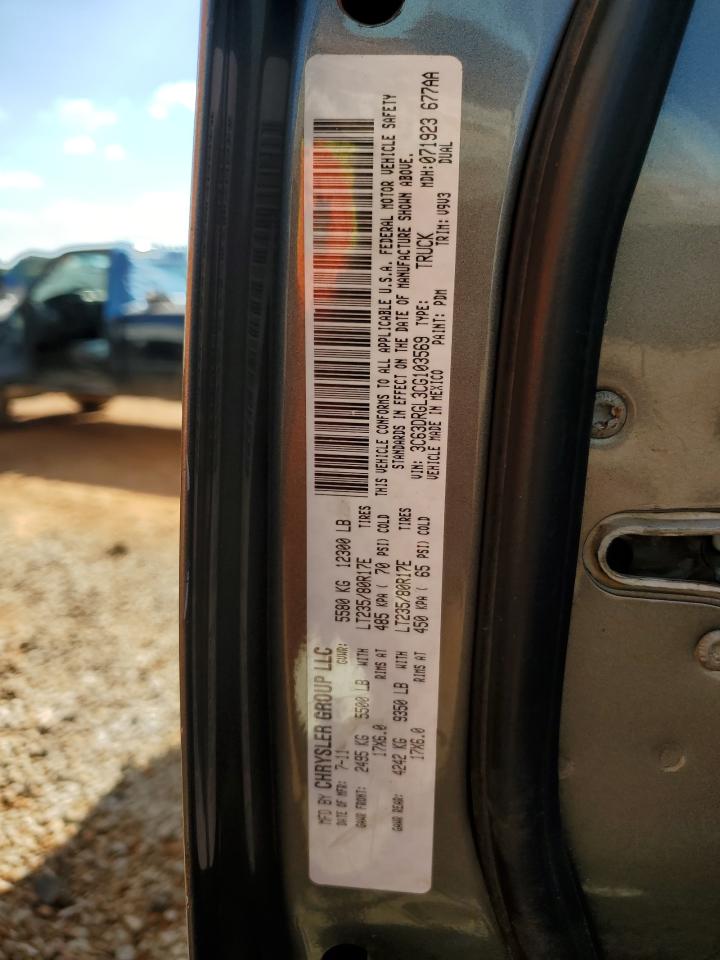 MFD BY CHRYSLER GROUP LLC
DATE OF MFR: 7-11 GVWR: 5580 KG 12300 LB
GAWR FRONT: 2495 KG 5500 LB WITH LT235/80R17E TIRES
17X6.0 RIMS AT 485 KPA ( 70 PSI) COLD
GAWR REAR: 4242 KG 9350 LB WITH LT235/80R17E TIRES
17X6.0 RIMS AT 450 KPA ( 65 PSI) COLD
THIS VEHICLE CONFORMS TO ALL APPLICABLE U.S.A. FEDERAL MOTOR VEHICLE SAFETY
STANDARDS IN EFFECT ON THE DATE OF MANUFACTURE SHOWN ABOVE.
VIN: 3C63DRGL3CG103569 TYPE: TRUCK MDH: 071923 677AA
VEHICLE MADE IN MEXICO PAINT: PDM TRIM: V9V3 DUAL